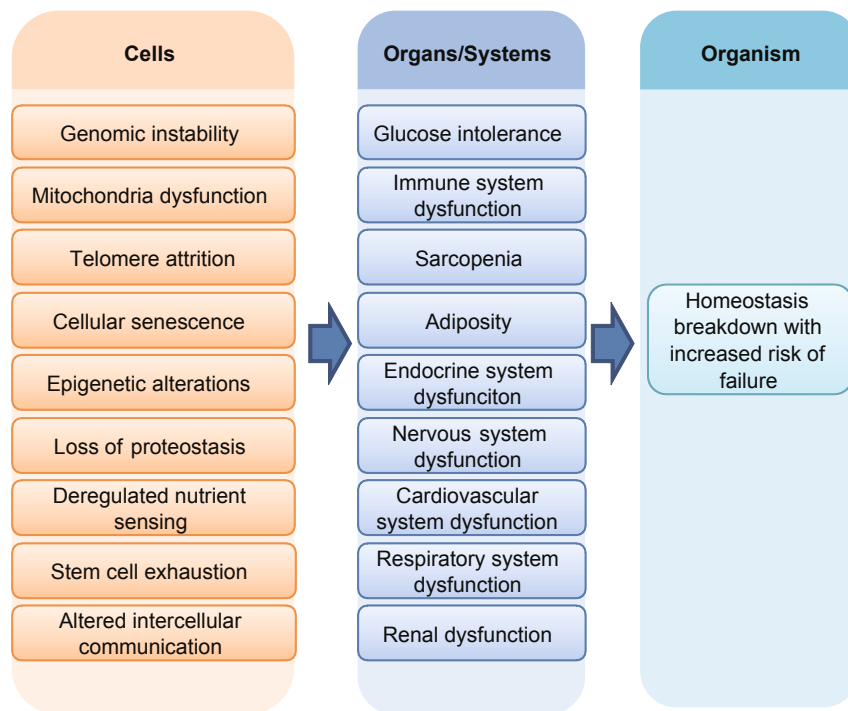 Cells
Genomic instability
Mitochondria dysfunction
Telomere attrition
Cellular senescence
Epigenetic alterations
Loss of proteostasis
Deregulated nutrient
sensing
Stem cell exhaustion
Altered intercellular
communication
Organs/Systems
Glucose intolerance
Immune system
dysfunction
Sarcopenia
Adiposity
Endocrine system
dysfunciton
Nervous system
dysfunction
Cardiovascular
system dysfunction
Respiratory system
dysfunction
Renal dysfunction
Organism
Homeostasis
breakdown with
increased risk of
failure